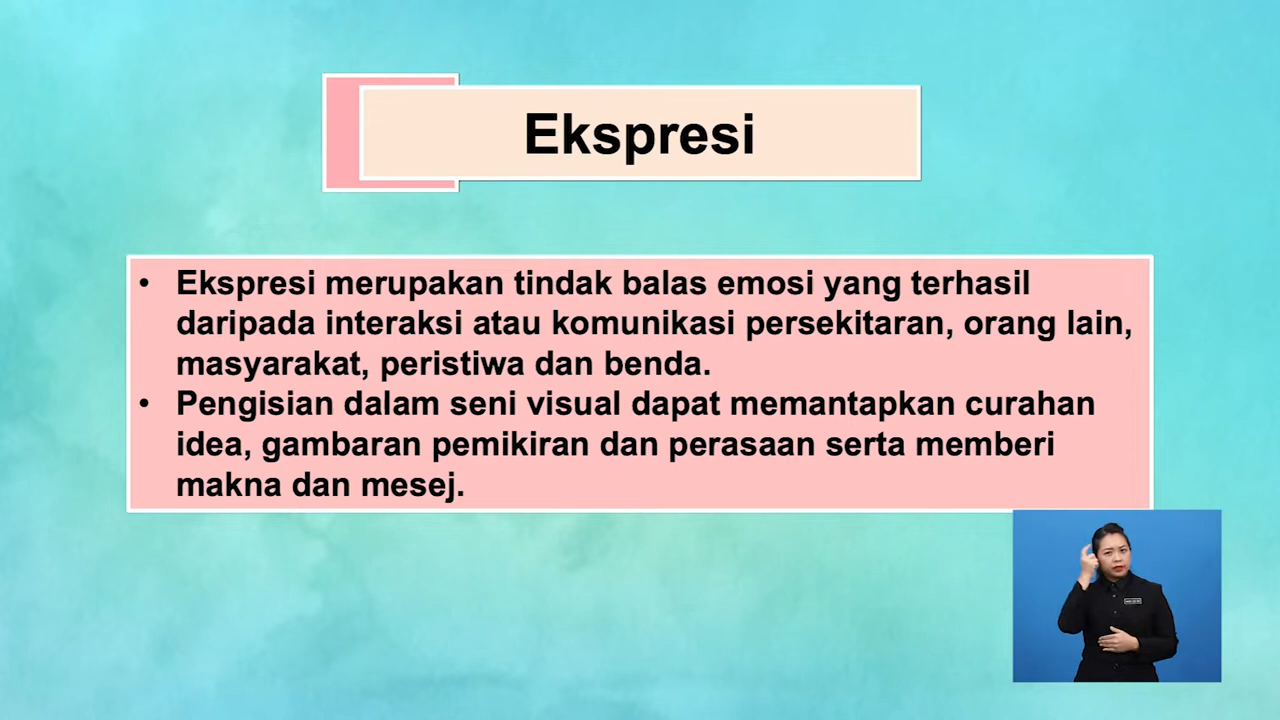 Ekspresi
• Ekspresi merupakan tindak balas emosi yang terhasil
daripada interaksi atau komunikasi persekitaran, orang lain,
masyarakat, peristiwa dan benda.
• Pengisian dalam seni visual dapat memantapkan curahan
idea, gambaran pemikiran dan perasaan serta memberi
makna dan mesej.